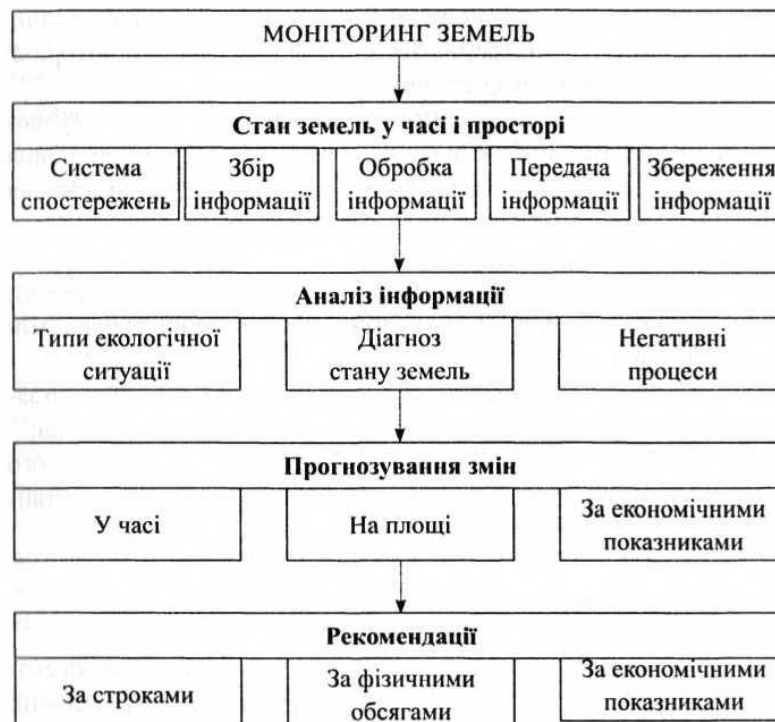 МОНІТОРИНГ ЗЕМЕЛЬ
Стан земель у часі і просторі
Система
спостережень
Збір
інформації
Обробка
інформації
Передача
інформації
Збереження
інформації
Аналіз інформації
Типи екологічної
ситуації
Діагноз
стану земель
Негативні
процеси
Прогнозування змін
У часі
На площі
За економічними
показниками
Рекомендації
За строками
За фізичними
обсягами
За економічними
показниками